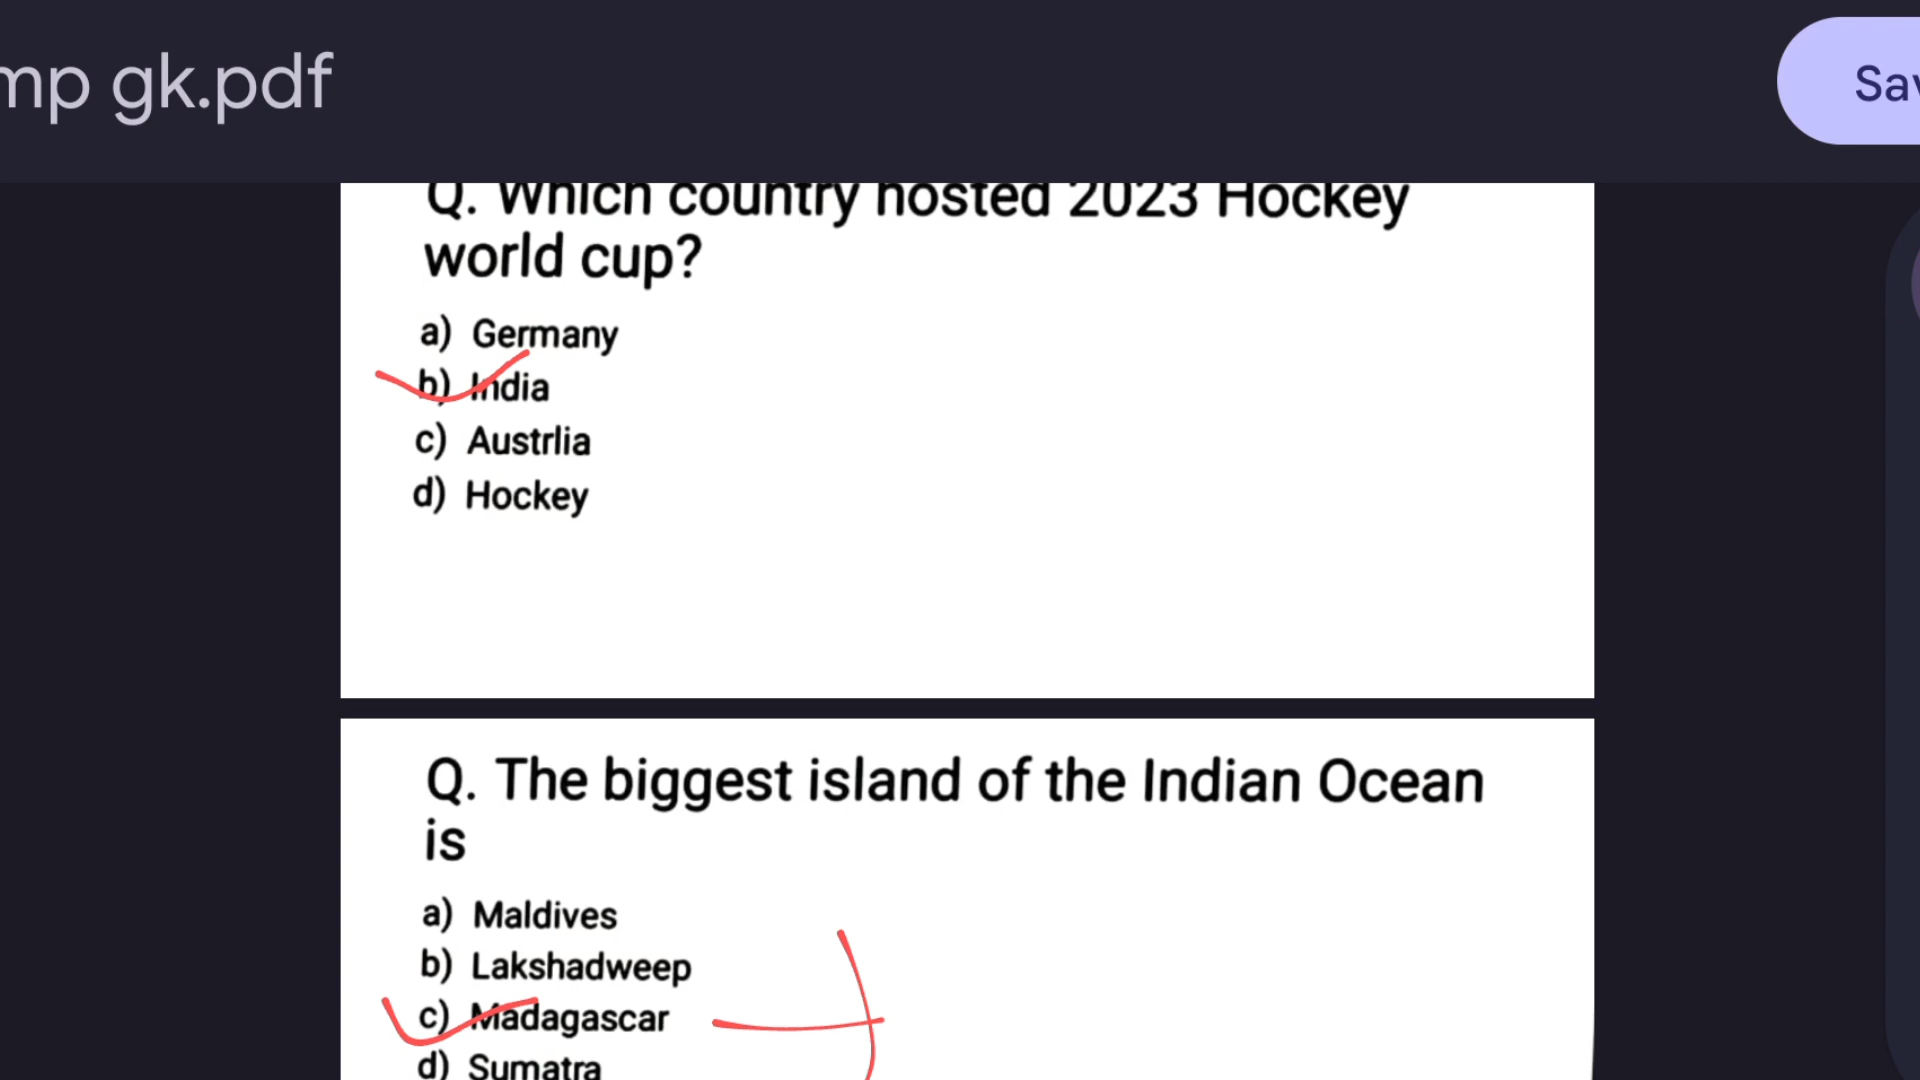 mp gk.pdf
Sav
Q. Which country hosted 2023 Hockey
world cup?
a) Germany
b) India
c) Austrlia
d) Hockey
Q. The biggest island of the Indian Ocean
is
a) Maldives
b) Lakshadweep
c) Madagascar
d) Sumatra